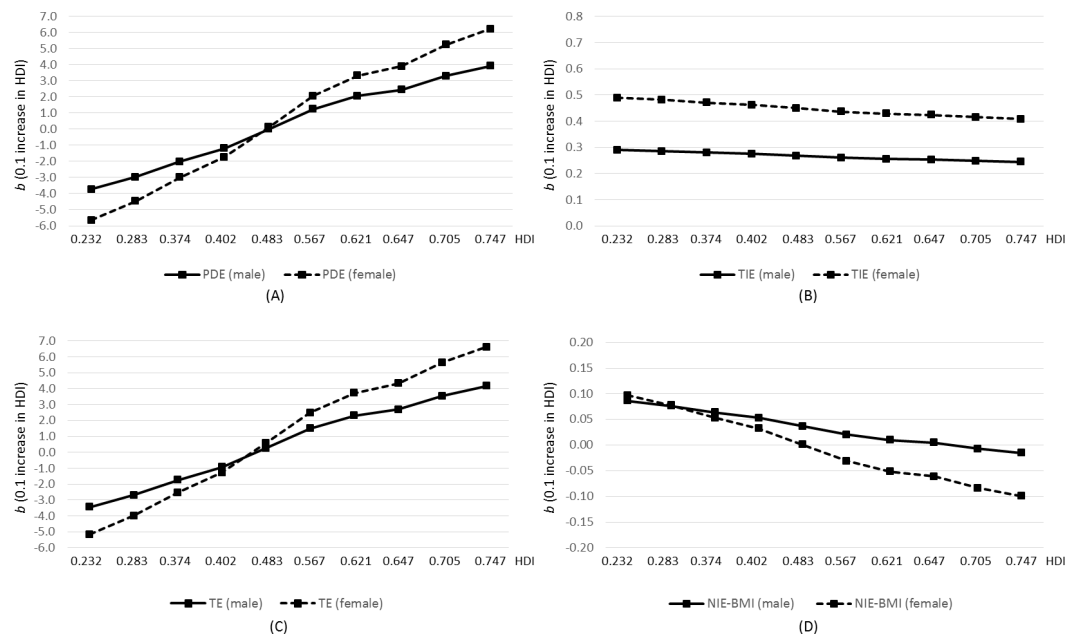 7.0
6.0
5.0
4.0
3.0
2.0
1.0
0.0
-1.0
-2.0
-3.0
-4.0
-5.0
-6.0
b (0.1 increase in HDI)
0.232 0.283 0.374 0.402 0.483 0.567 0.621 0.647 0.705 0.747 HDI
PDE (male) PDE (female)
(A)
0.8
0.7
0.6
0.5
0.4
0.3
0.2
0.1
0.0
b (0.1 increase in HDI)
0.232 0.283 0.374 0.402 0.483 0.567 0.621 0.647 0.705 0.747 HDI
TIE (male) TIE (female)
(B)
7.0
6.0
5.0
4.0
3.0
2.0
1.0
0.0
-1.0
-2.0
-3.0
-4.0
-5.0
-6.0
b (0.1 increase in HDI)
0.232 0.283 0.374 0.402 0.483 0.567 0.621 0.647 0.705 0.747 HDI
TE (male) TE (female)
(C)
0.20
0.15
0.10
0.05
0.00
-0.05
-0.10
-0.15
-0.20
b (0.1 increase in HDI)
0.232 0.283 0.374 0.402 0.483 0.567 0.621 0.647 0.705 0.747 HDI
NIE-BMI (male) NIE-BMI (female)
(D)